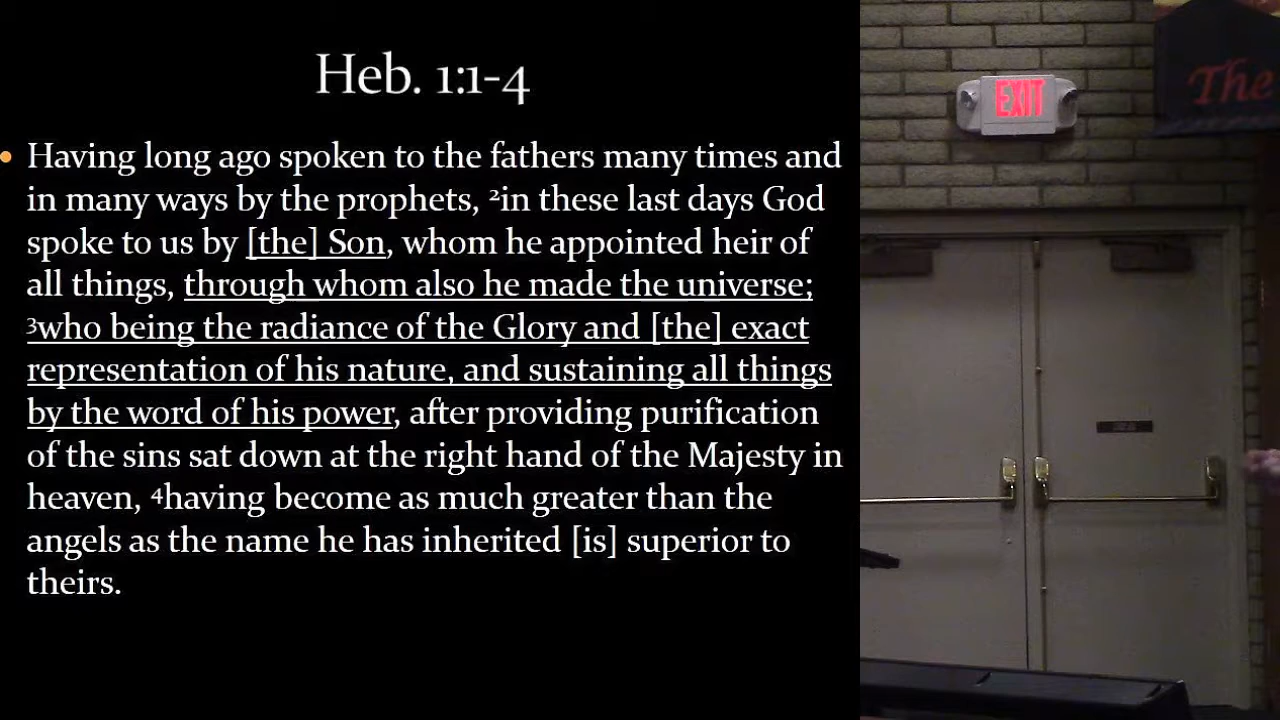 Heb. 1:1-4
• Having long ago spoken to the fathers many times and
in many ways by the prophets, ²in these last days God
spoke to us by [the] Son, whom he appointed heir of
all things, through whom also he made the universe;
³who being the radiance of the Glory and [the] exact
representation of his nature, and sustaining all things
by the word of his power, after providing purification
of the sins sat down at the right hand of the Majesty in
heaven, ⁴having become as much greater than the
angels as the name he has inherited [is] superior to
theirs.
EXIT
The